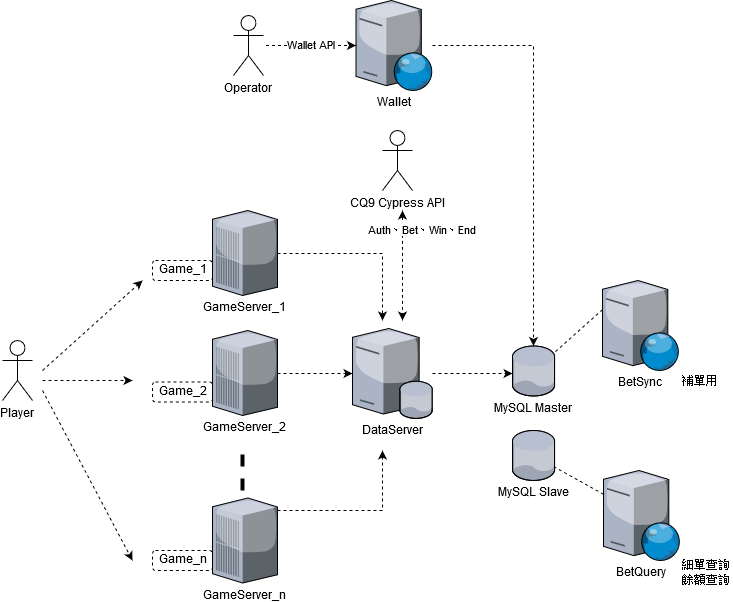 Operator
Wallet API
Wallet
CQ9 Cypress API
Auth、Bet、Win、End
Game_1
GameServer_1
Player
Game_2
GameServer_2
DataServer
MySQL Master
BetSync
補單用
MySQL Slave
Game_n
GameServer_n
BetQuery
細單查詢
餘額查詢